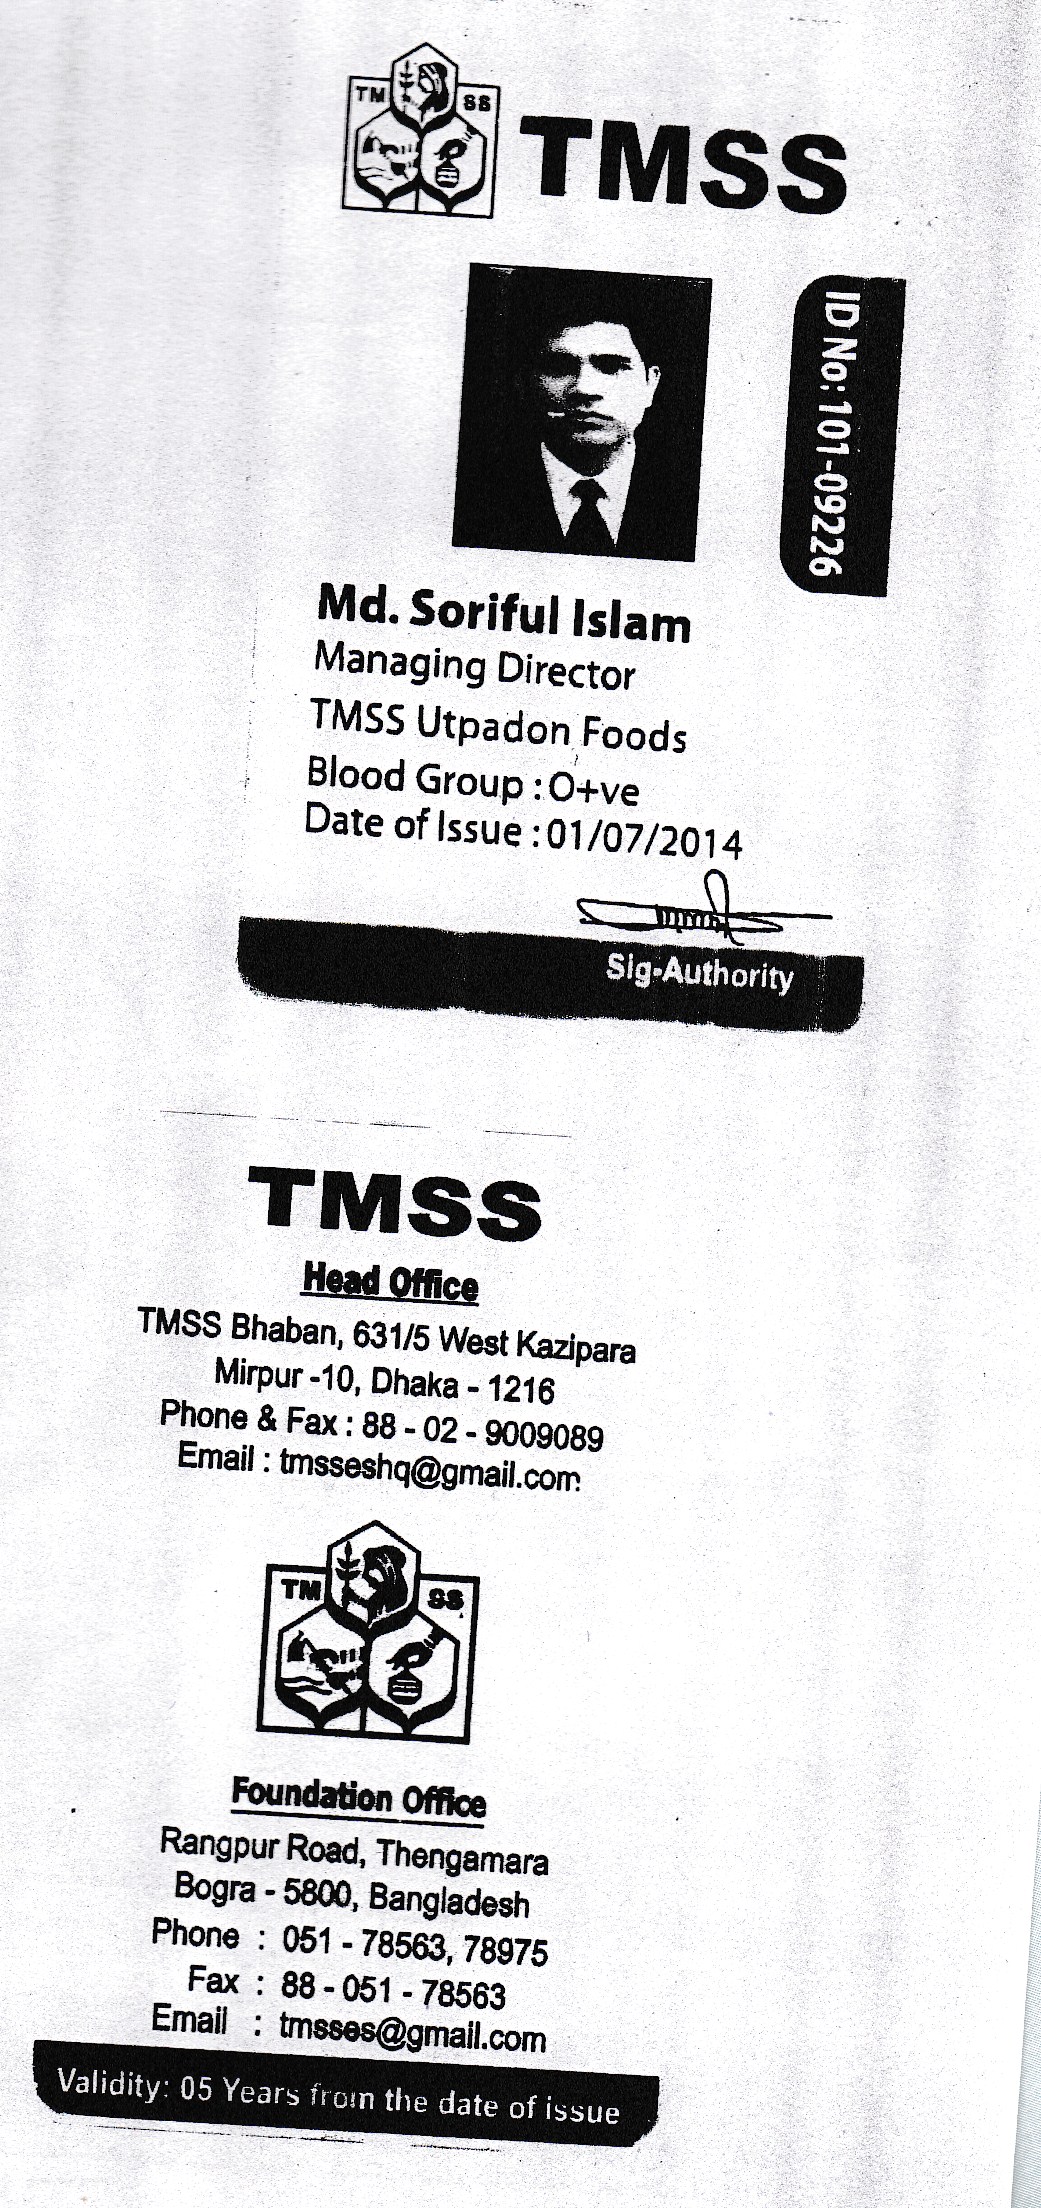 TM SS
TMSS
ID No: 101-09226
Md. Soriful Islam
Managing Director
TMSS Utpadon Foods
Blood Group : O+ve
Date of Issue : 01/07/2014
Sig-Authority
TMSS
Head Office
TMSS Bhaban, 631/5 West Kazipara
Mirpur -10, Dhaka - 1216
Phone & Fax : 88 - 02 - 9009089
Email : tmsseshq@gmail.com
TM SS
Foundation Office
Rangpur Road, Thengamara
Bogra - 5800, Bangladesh
Phone : 051 - 78563, 78975
Fax : 88 - 051 - 78563
Email : tmsses@gmail.com
Validity: 05 Years from the date of issue